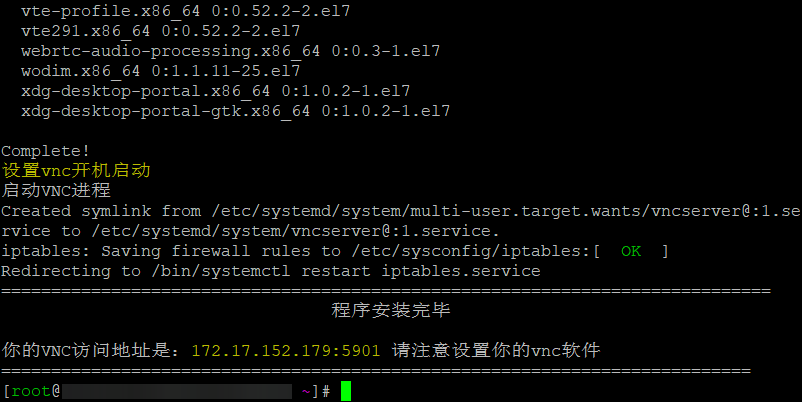 vte-profile.x86_64 0:0.52.2-2.el7
vte291.x86_64 0:0.52.2-2.el7
webrtc-audio-processing.x86_64 0:0.3-1.el7
wodim.x86_64 0:1.1.11-25.el7
xdg-desktop-portal.x86_64 0:1.0.2-1.el7
xdg-desktop-portal-gtk.x86_64 0:1.0.2-1.el7
Complete!
设置vnc开机启动
启动VNC进程
Created symlink from /etc/systemd/system/multi-user.target.wants/vncserver@:1.se
rvice to /etc/systemd/system/vncserver@:1.service.
iptables: Saving firewall rules to /etc/sysconfig/iptables:[  OK  ]
Redirecting to /bin/systemctl restart iptables.service
=============================================================================
程序安装完毕
你的VNC访问地址是：172.17.152.179:5901 请注意设置你的vnc软件
===========================================================================
[root@ ~]#